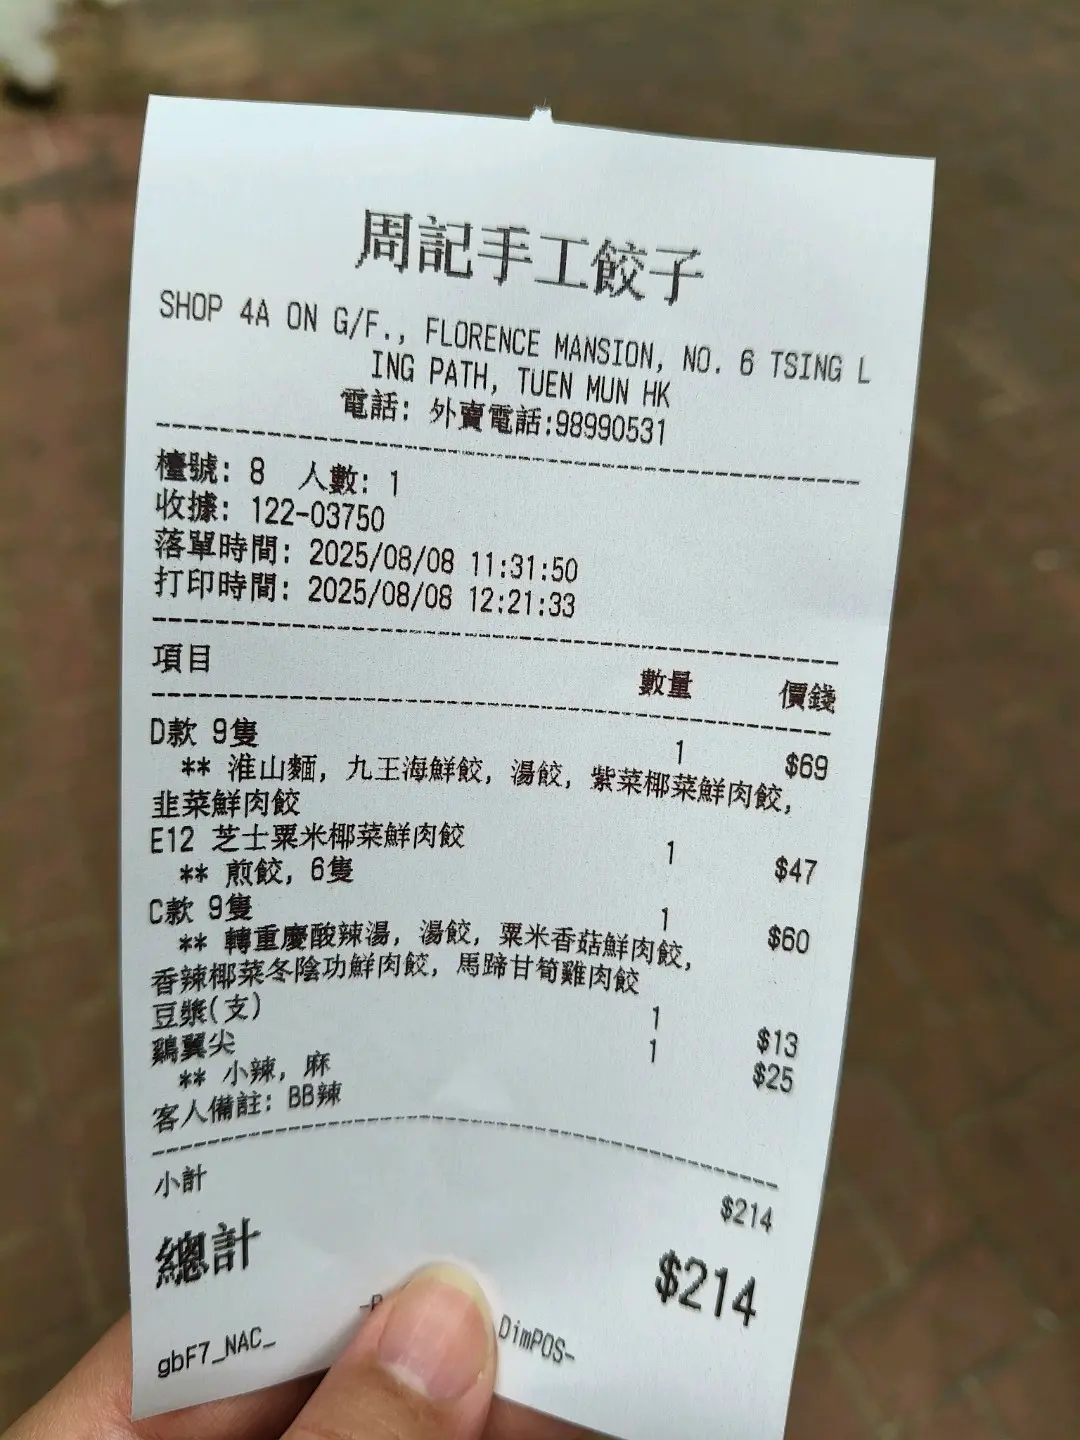 周記手工餃子
SHOP 4A ON G/F., FLORENCE MANSION, NO. 6 TSING L
ING PATH, TUEN MUN HK
電話: 外賣電話:98990531
檯號: 8 人數: 1
收據: 122-03750
落單時間: 2025/08/08 11:31:50
打印時間: 2025/08/08 12:21:33
項目 數量 價錢
D款 9隻 1 $69
** 淮山麵, 九王海鮮餃, 湯餃, 紫菜椰菜鮮肉餃,
韭菜鮮肉餃
E12 芝士粟米椰菜鮮肉餃 1 $47
** 煎餃, 6隻
C款 9隻 1 $60
** 轉重慶酸辣湯, 湯餃, 粟米香菇鮮肉餃,
香辣椰菜冬陰功鮮肉餃, 馬蹄甘筍雞肉餃
豆漿(支) 1 $13
鷄翼尖 1 $25
** 小辣, 麻
客人備註: BB辣
小計 $214
總計 $214
DimPOS-
gbF7_NAC_